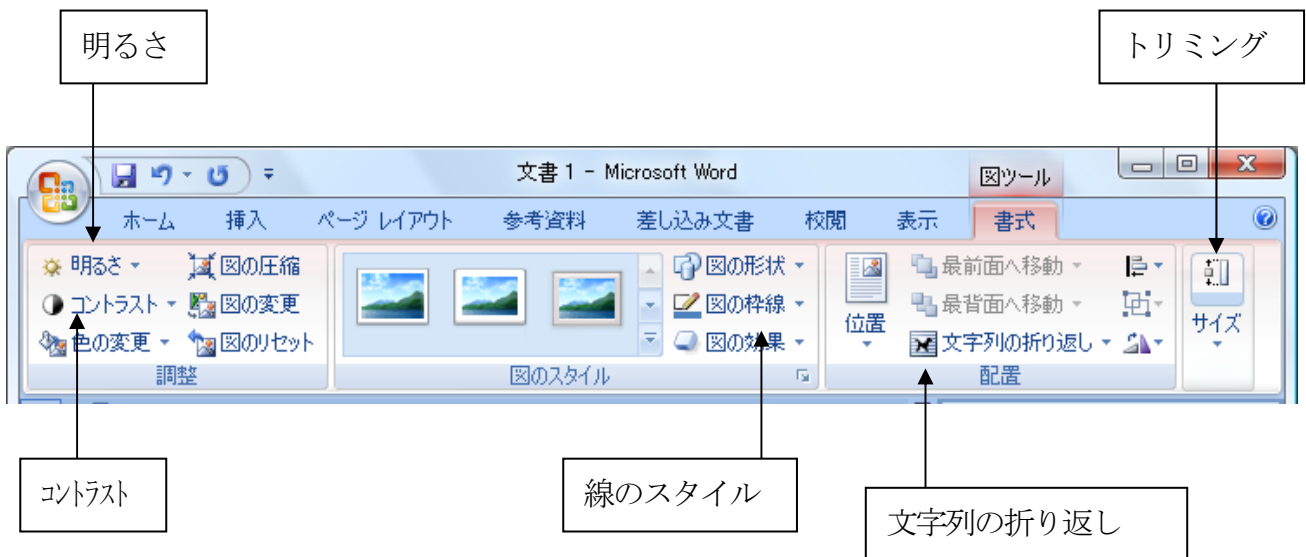 明るさ
トリミング
文書 1 - Microsoft Word
図ツール
ホーム 挿入 ページ レイアウト 参考資料 差し込み文書 校閲 表示 書式
明るさ 図の圧縮 図の形状 最前面へ移動
コントラスト 図の変更 図の枠線 最背面へ移動
色の変更 図のリセット 図の効果 位置 文字列の折り返し サイズ
調整 図のスタイル 配置
コントラスト
線のスタイル
文字列の折り返し